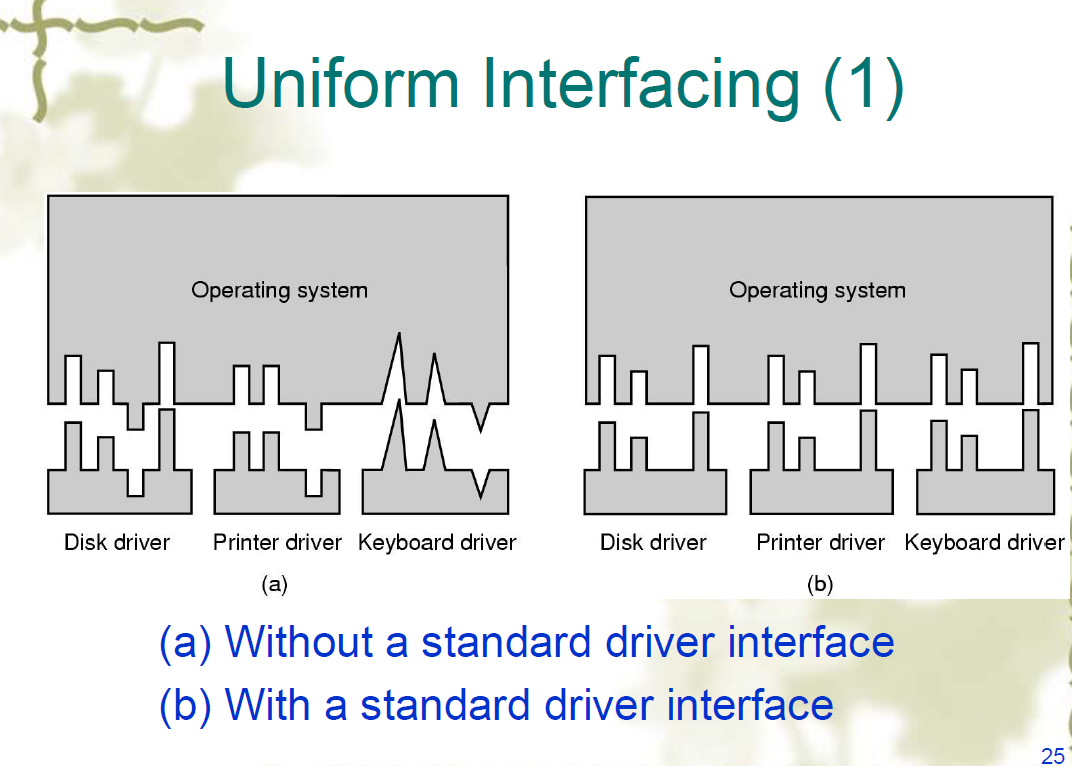 Uniform Interfacing (1)
Operating system
Operating system
Disk driver
Printer driver
Keyboard driver
Disk driver
Printer driver
Keyboard driver
(a)
(b)
(a) Without a standard driver interface
(b) With a standard driver interface
25